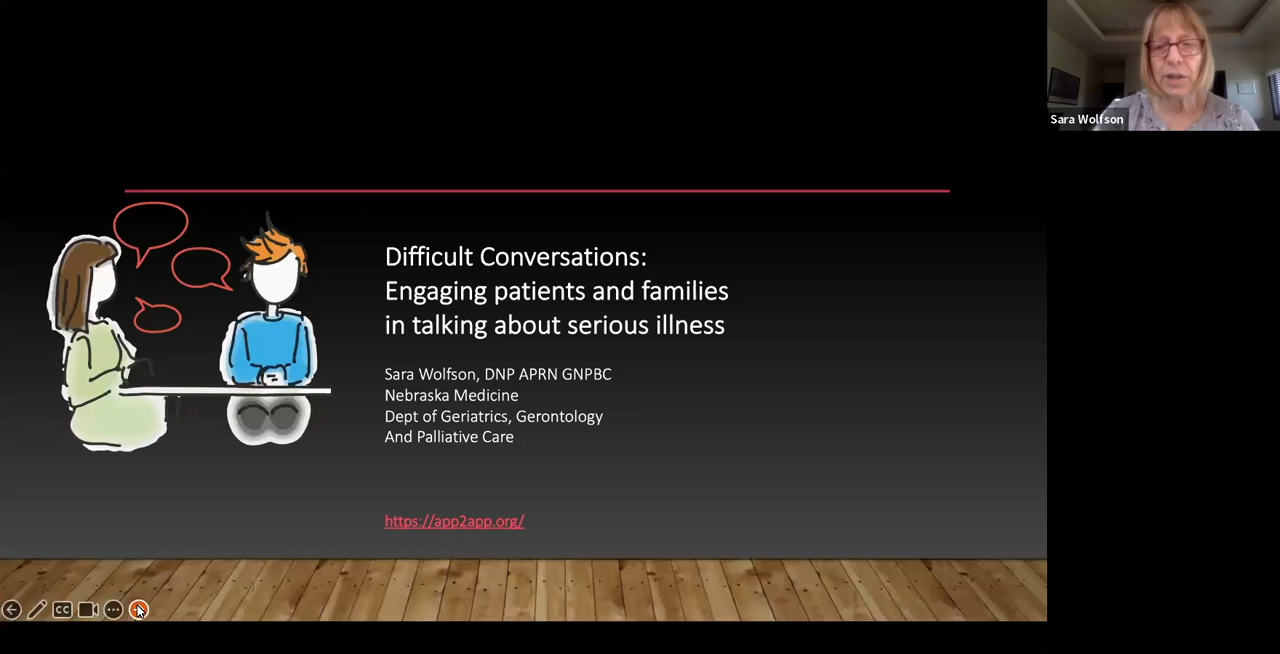 Sara Wolfson
Difficult Conversations:
Engaging patients and families
in talking about serious illness
Sara Wolfson, DNP APRN GNPBC
Nebraska Medicine
Dept of Geriatrics, Gerontology
And Palliative Care
https://app2app.org/
CC